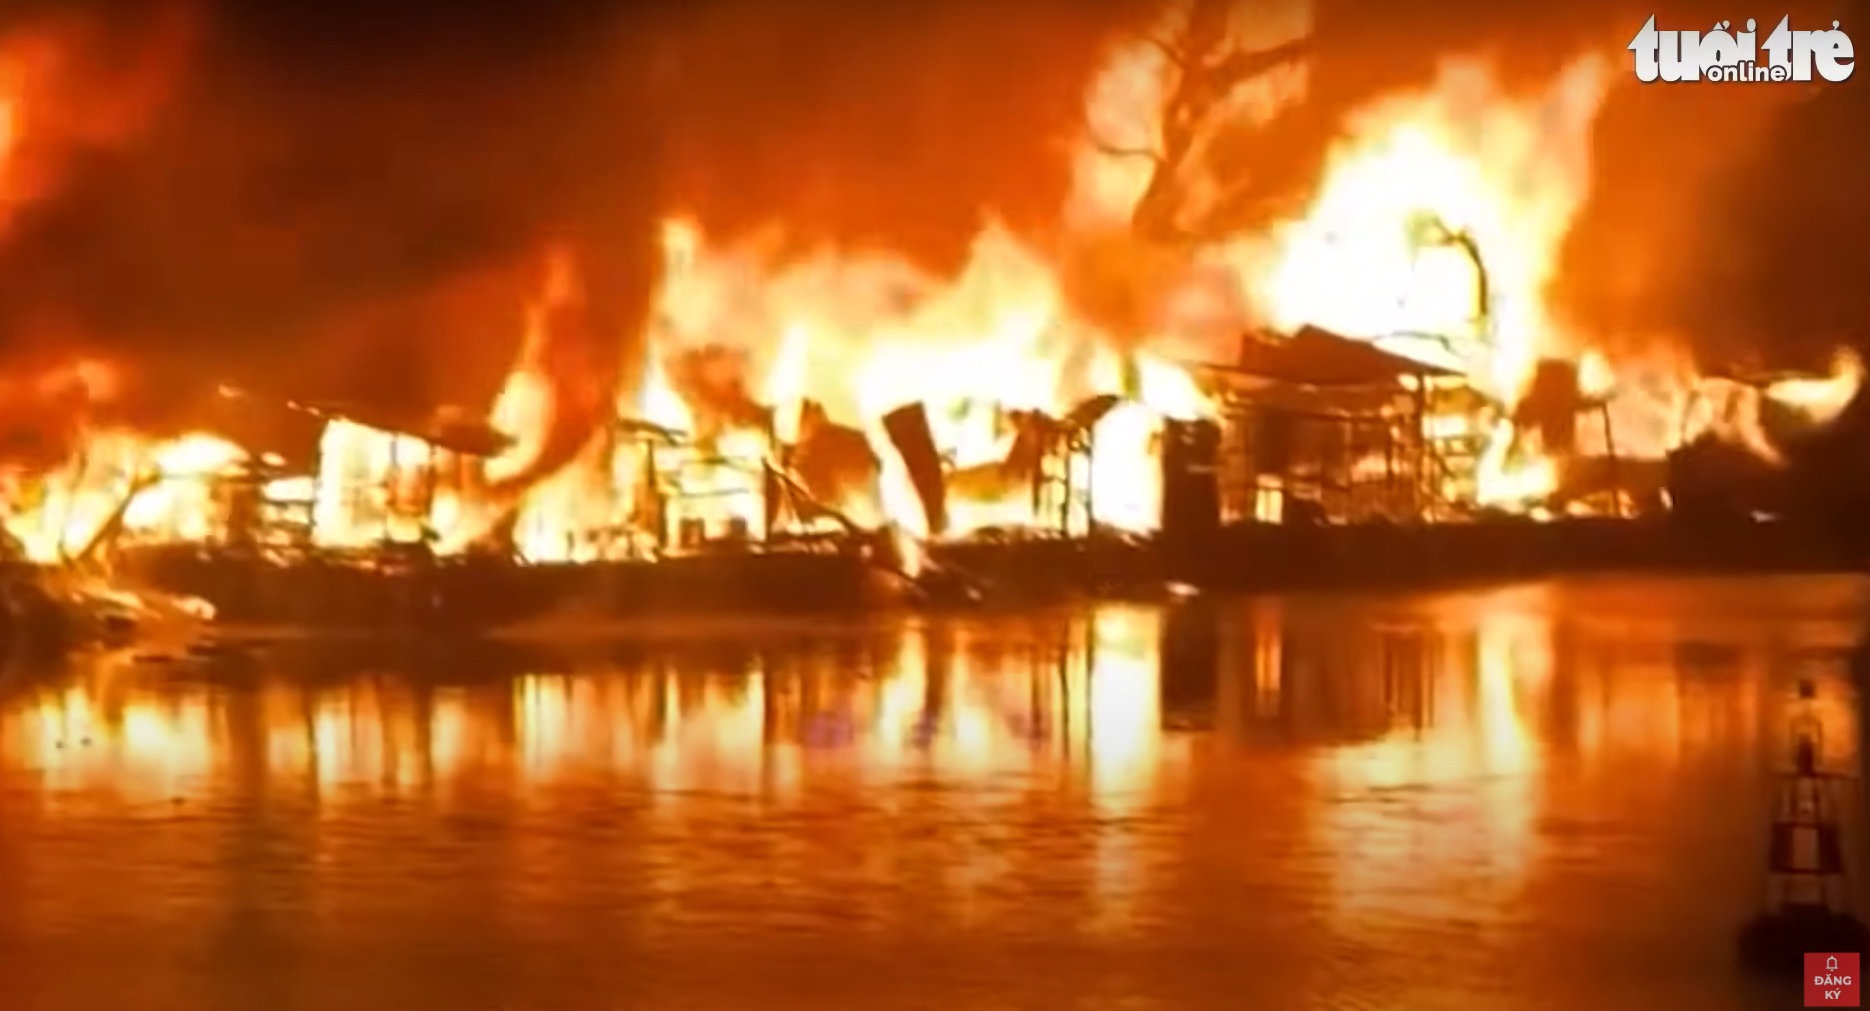 tuổi trẻ
online
ĐĂNG
KÝ